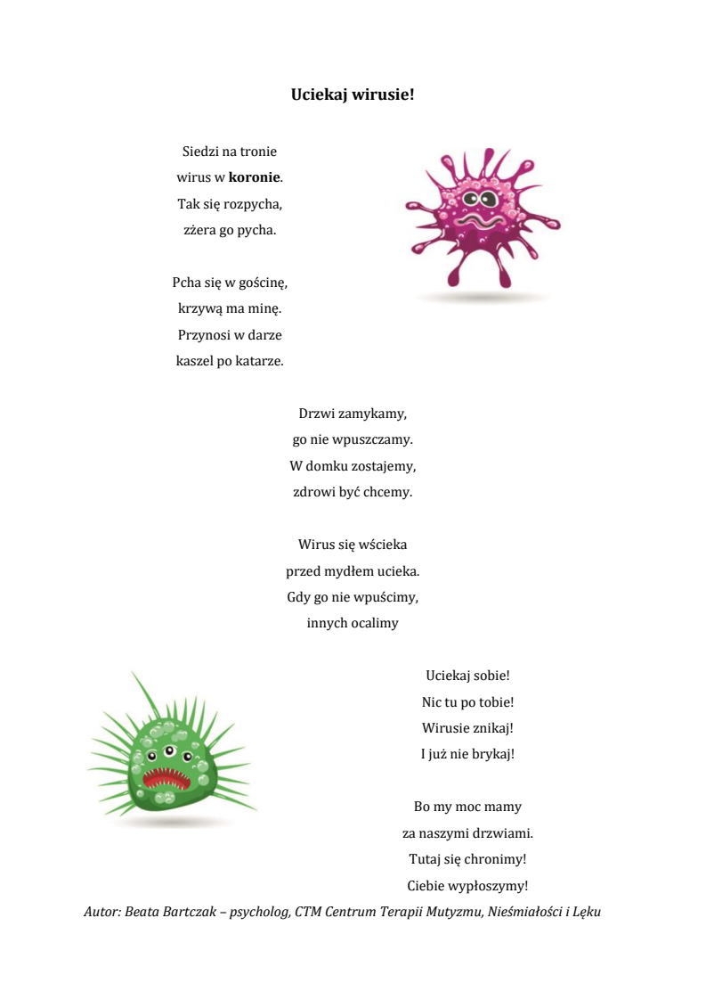 Uciekaj wirusie!
Siedzi na tronie
wirus w koronie.
Tak się rozpycha,
zżera go pycha.
Pcha się w gościnę,
krzywą ma minę.
Przynosi w darze
kaszel po katarze.
Drzwi zamykamy,
go nie wpuszczamy.
W domku zostajemy,
zdrowi być chcemy.
Wirus się wścieka
przed mydłem ucieka.
Gdy go nie wpuścimy,
innych ocalimy
Uciekaj sobie!
Nic tu po tobie!
Wirusie znikaj!
I już nie brykaj!
Bo my moc mamy
za naszymi drzwiami.
Tutaj się chronimy!
Ciebie wypłoszymy!
Autor: Beata Bartczak – psycholog, CTM Centrum Terapii Mutyzmu, Nieśmiałości i Lęku